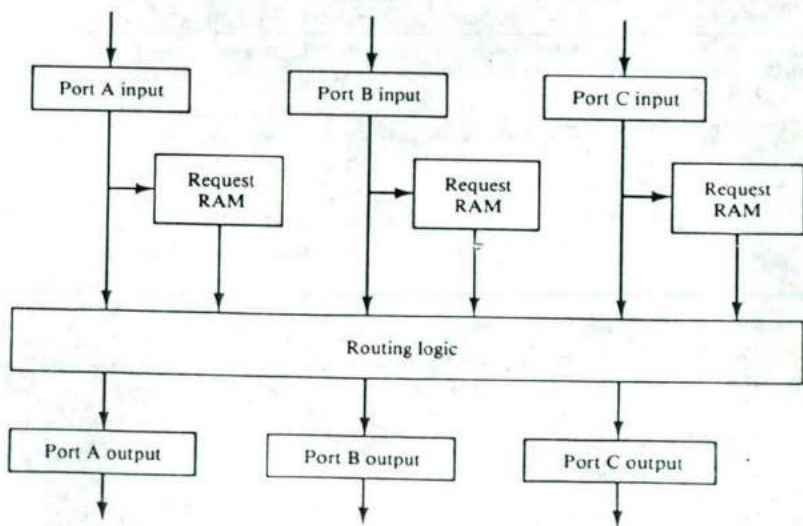 Port A input
Port B input
Port C input
Request
RAM
Request
RAM
Request
RAM
Routing logic
Port A output
Port B output
Port C output